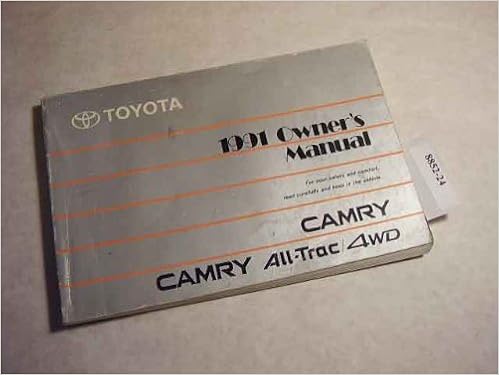 TOYOTA
1991 Owner's
Manual
For your safety and comfort,
read carefully and keep in the vehicle.
CAMRY
CAMRY All-Trac/4WD
8852-24